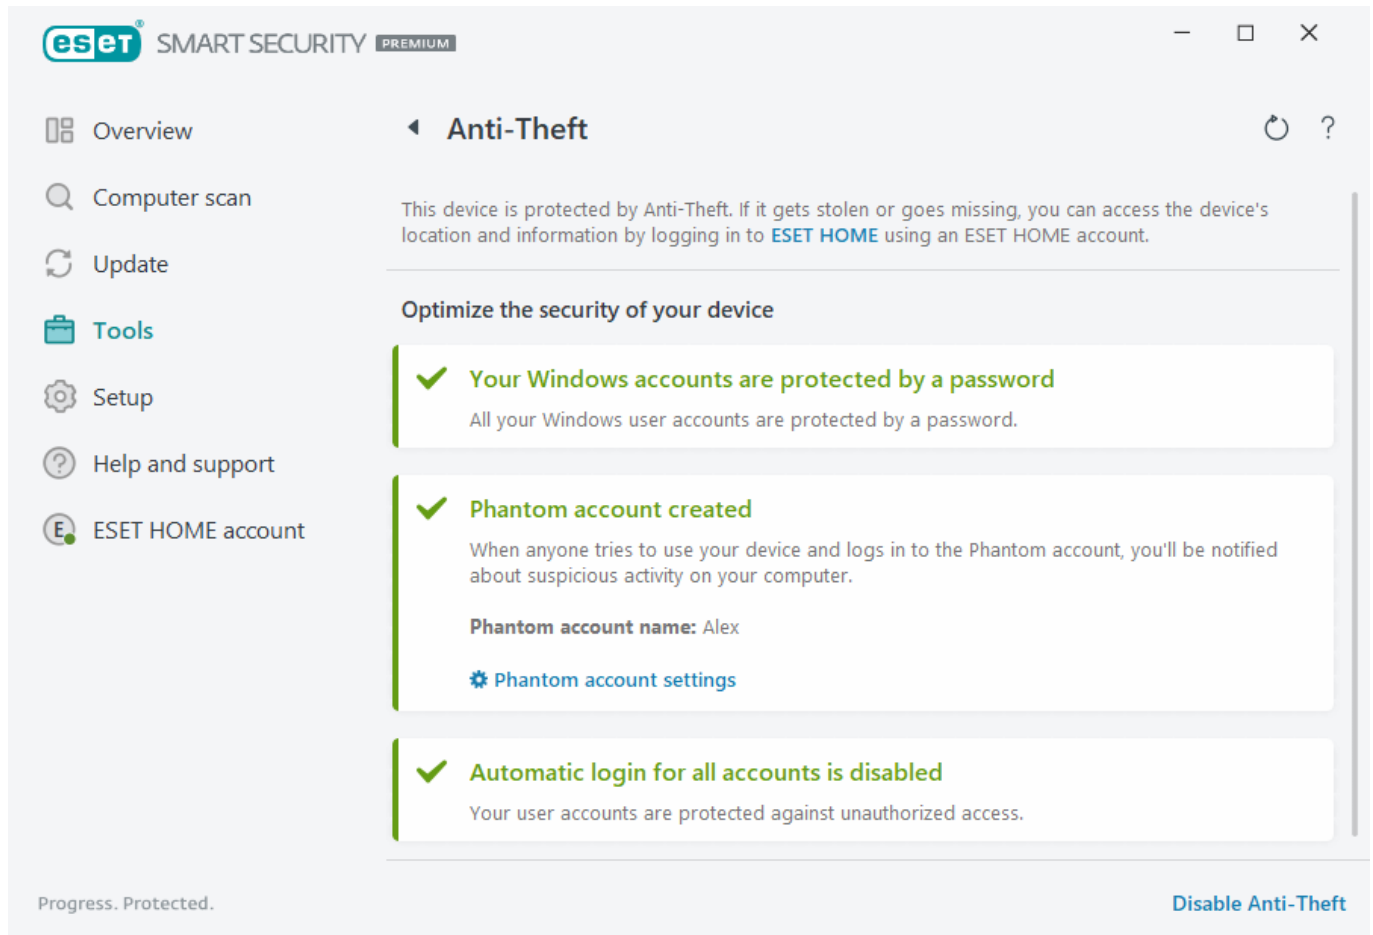 eset® SMART SECURITY PREMIUM
Overview
Computer scan
Update
Tools
Setup
Help and support
E ESET HOME account
Anti-Theft
?
This device is protected by Anti-Theft. If it gets stolen or goes missing, you can access the device's
location and information by logging in to ESET HOME using an ESET HOME account.
Optimize the security of your device
Your Windows accounts are protected by a password
All your Windows user accounts are protected by a password.
Phantom account created
When anyone tries to use your device and logs in to the Phantom account, you'll be notified
about suspicious activity on your computer.
Phantom account name: Alex
Phantom account settings
Automatic login for all accounts is disabled
Your user accounts are protected against unauthorized access.
Progress. Protected.
Disable Anti-Theft